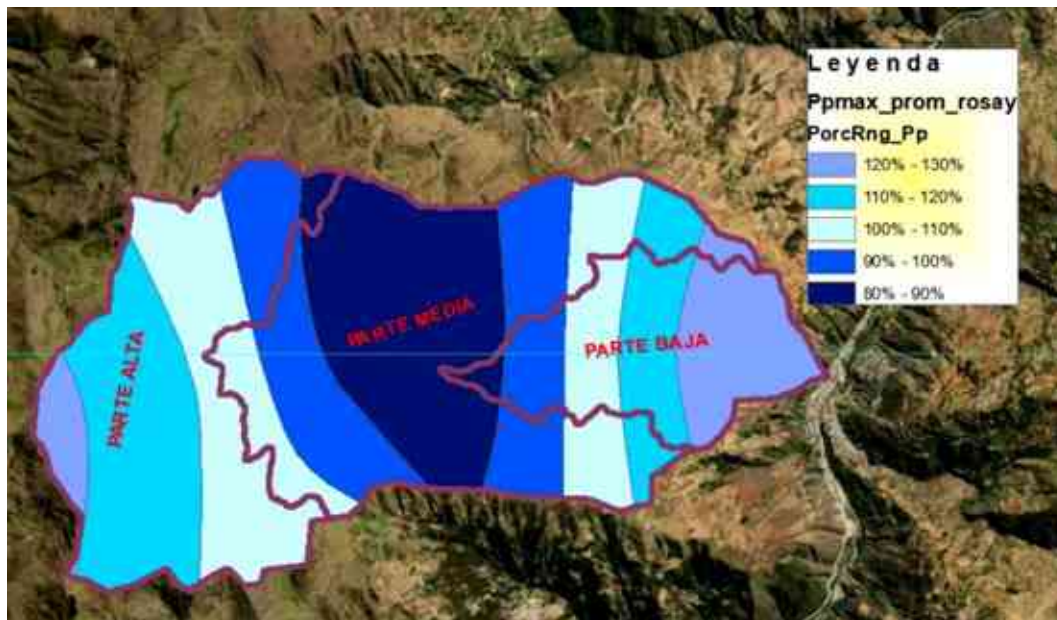 Leyenda
Ppmax_prom_rosay
PorcRng_Pp
120% - 130%
110% - 120%
100% - 110%
90% - 100%
80% - 90%
PARTE MEDIA
PARTE BAJA
PARTE ALTA